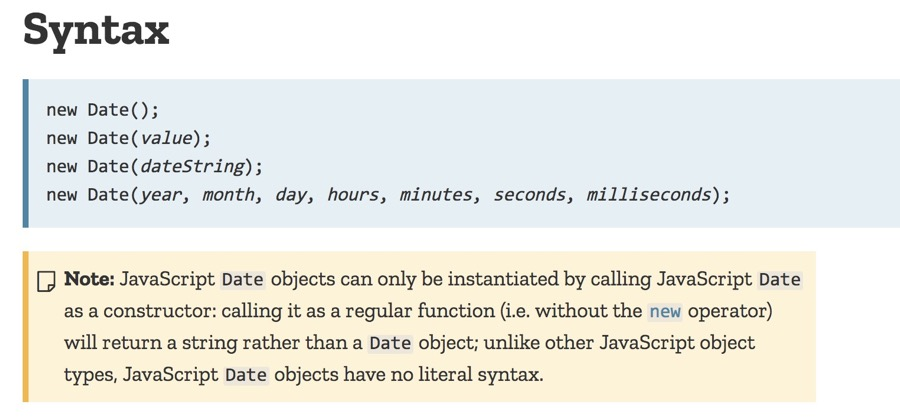 Syntax
new Date();
new Date(value);
new Date(dateString);
new Date(year, month, day, hours, minutes, seconds, milliseconds);
Note: JavaScript Date objects can only be instantiated by calling JavaScript Date
as a constructor: calling it as a regular function (i.e. without the new operator)
will return a string rather than a Date object; unlike other JavaScript object
types, JavaScript Date objects have no literal syntax.